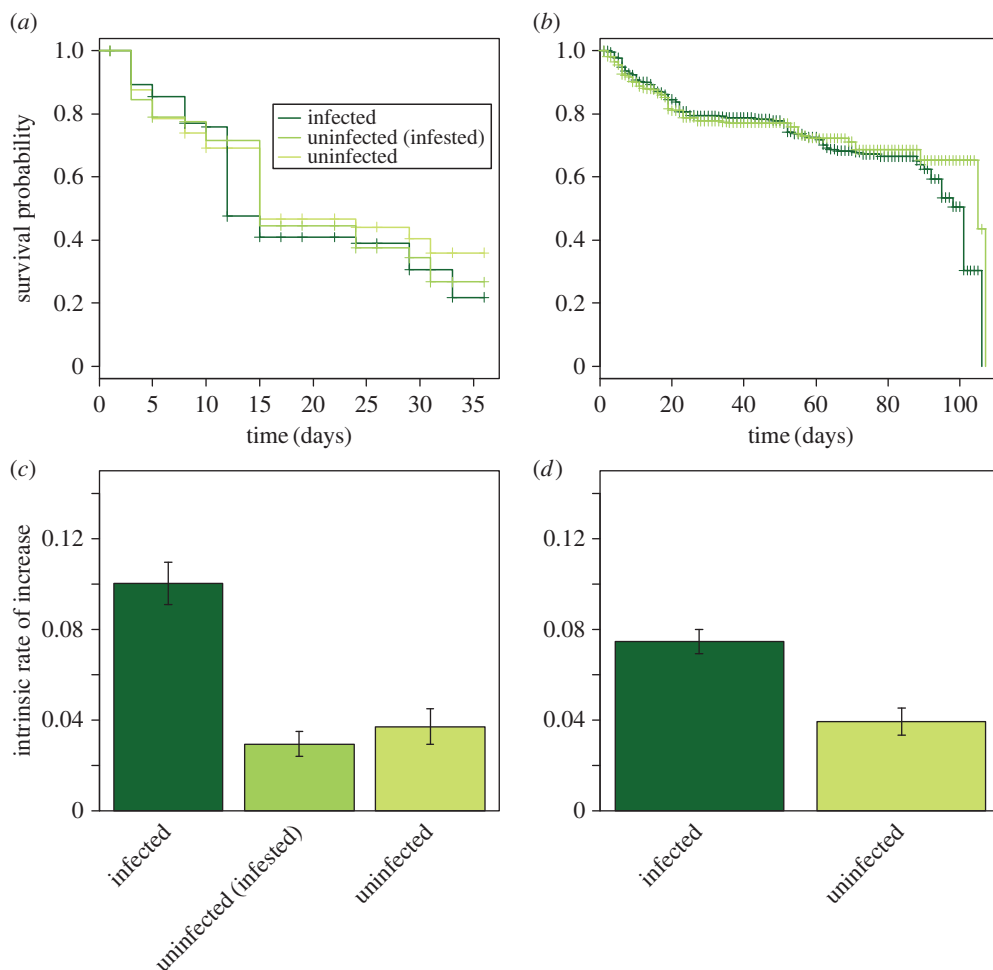 (a)
survival probability
1.0
0.8
0.6
0.4
0.2
0
infected
uninfected (infested)
uninfected
0 5 10 15 20 25 30 35
time (days)
(b)
1.0
0.8
0.6
0.4
0.2
0
0 20 40 60 80 100
time (days)
(c)
intrinsic rate of increase
0.12
0.08
0.04
0
infected
uninfected (infested)
uninfected
(d)
0.12
0.08
0.04
0
infected
uninfected